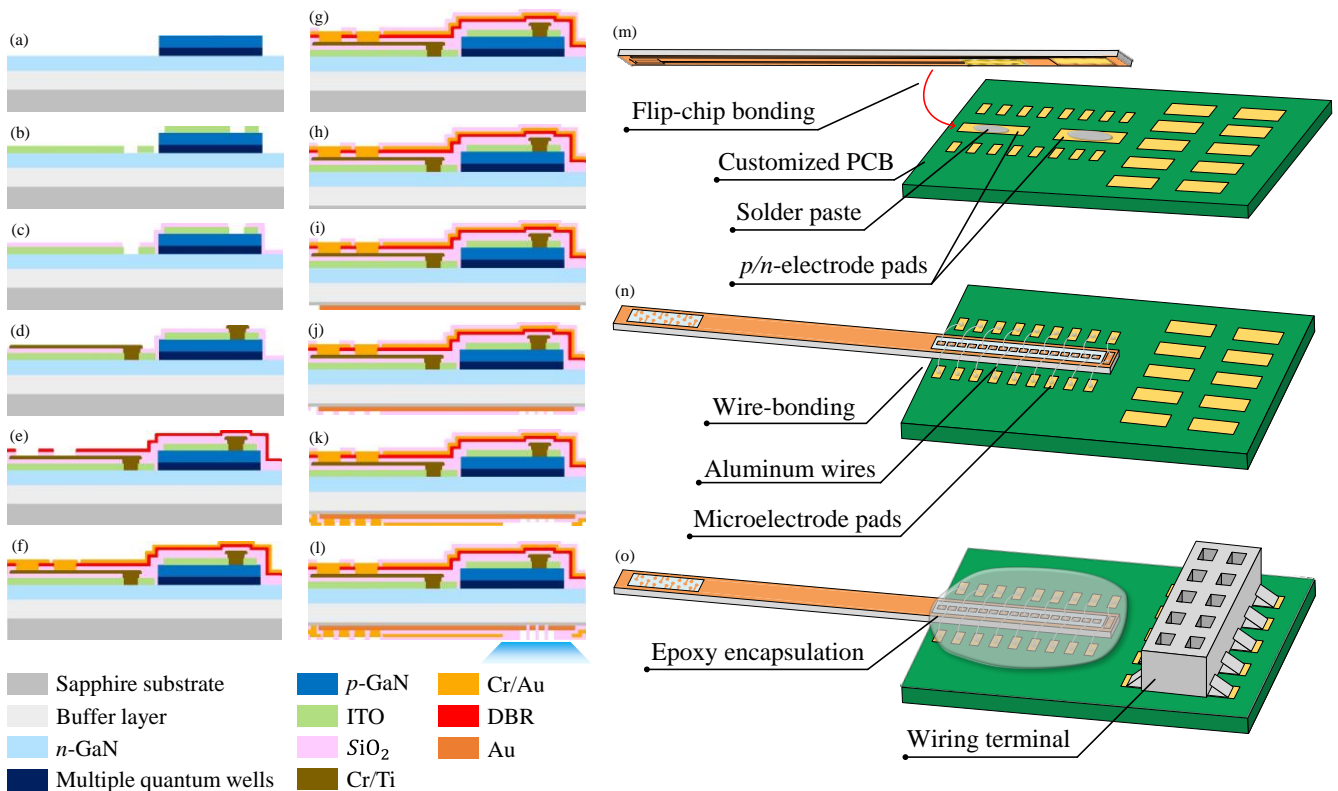 (a)
(b)
(c)
(d)
(e)
(f)
(g)
(h)
(i)
(j)
(k)
(l)
Sapphire substrate
Buffer layer
n-GaN
Multiple quantum wells
p-GaN
ITO
SiO₂
Cr/Ti
Cr/Au
DBR
Au
(m)
Flip-chip bonding
Customized PCB
Solder paste
p/n-electrode pads
(n)
Wire-bonding
Aluminum wires
Microelectrode pads
(o)
Epoxy encapsulation
Wiring terminal